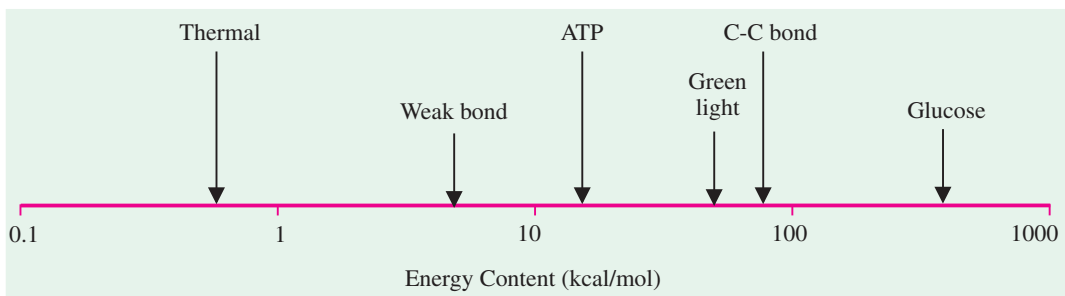 Thermal
ATP
C-C bond
Green
light
Weak bond
Glucose
0.1
1
10
100
1000
Energy Content (kcal/mol)